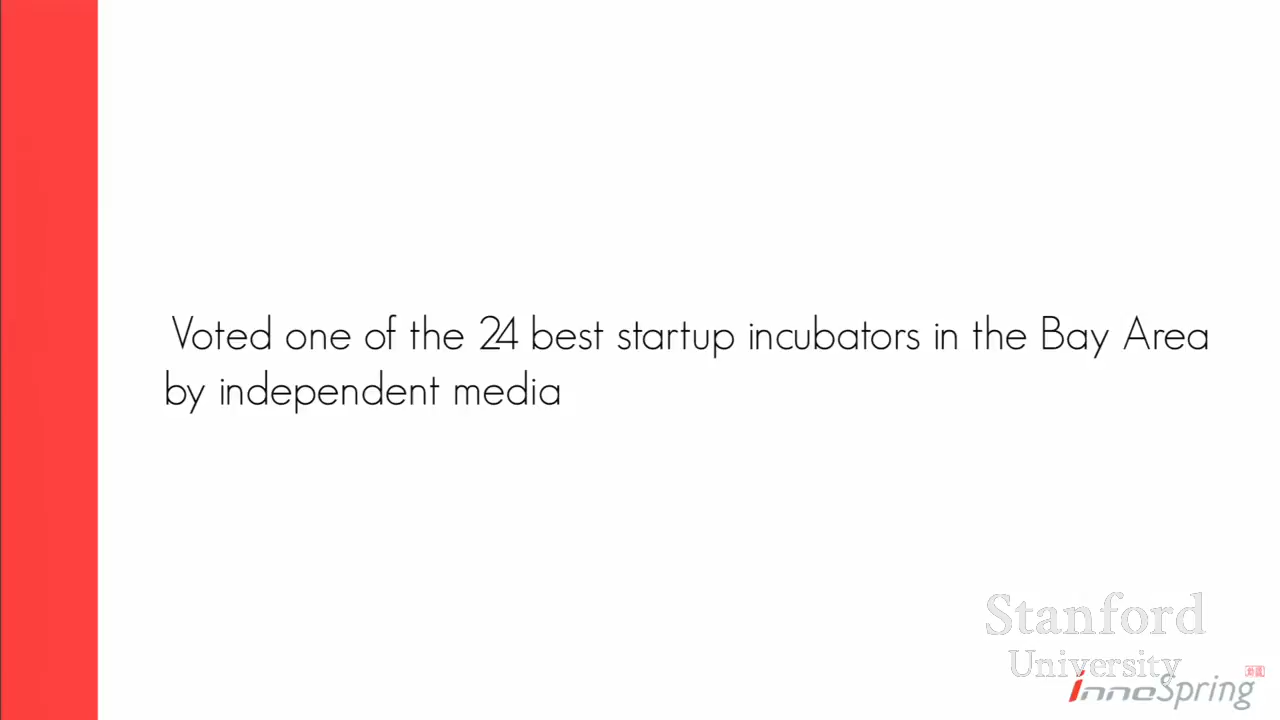 Voted one of the 24 best startup incubators in the Bay Area
by independent media
Stanford
University
InnoSpring